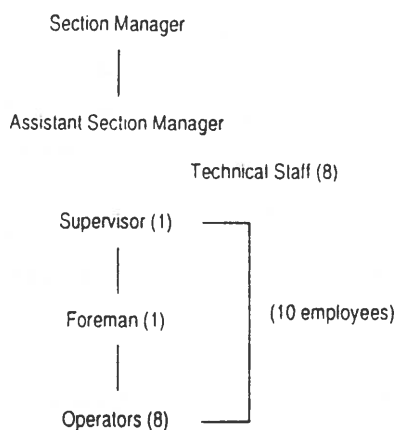 Section Manager
Assistant Section Manager
Technical Staff (8)
Supervisor (1)
Foreman (1)
(10 employees)
Operators (8)